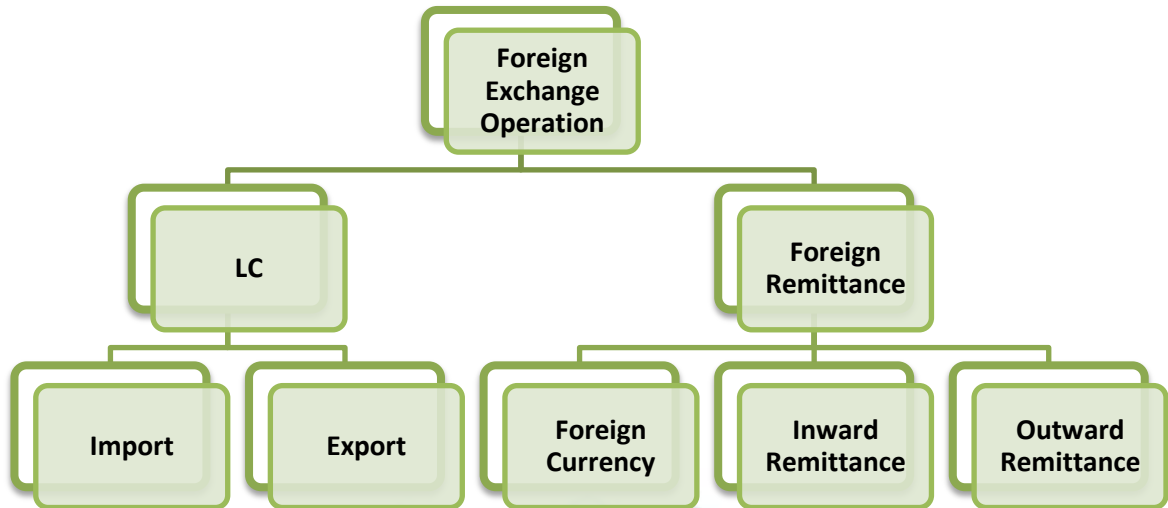 Foreign
Exchange
Operation
LC
Foreign
Remittance
Import
Export
Foreign
Currency
Inward
Remittance
Outward
Remittance